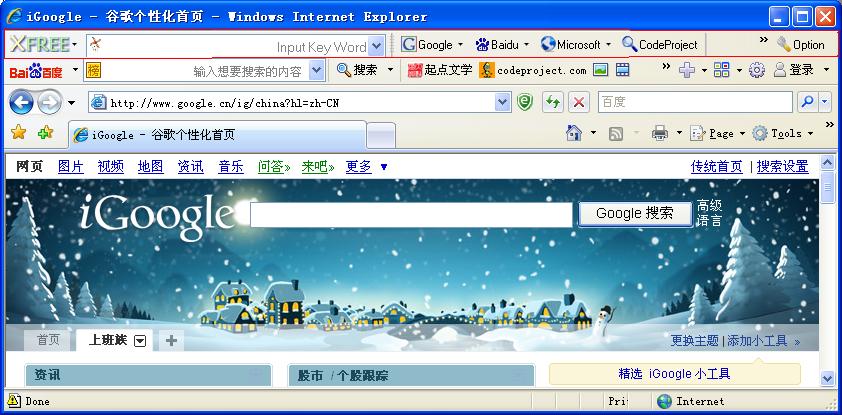 iGoogle - 谷歌个性化首页 - Windows Internet Explorer
XFREE Input Key Word Google Baidu Microsoft CodeProject » Option
Bai du 百度 榜 输入想要搜索的内容 搜索 起点文学 codeproject.com » 登录
http://www.google.cn/ig/china?hl=zh-CN 百度
iGoogle - 谷歌个性化首页 Page Tools »
网页 图片 视频 地图 资讯 音乐 问答» 来吧» 更多 ▼ 传统首页 | 搜索设置
iGoogle Google 搜索 高级
语言
首页 上班族 + 更换主题 | 添加小工具 »
资讯 股市 / 个股跟踪 精选 iGoogle 小工具
Done Pri Internet